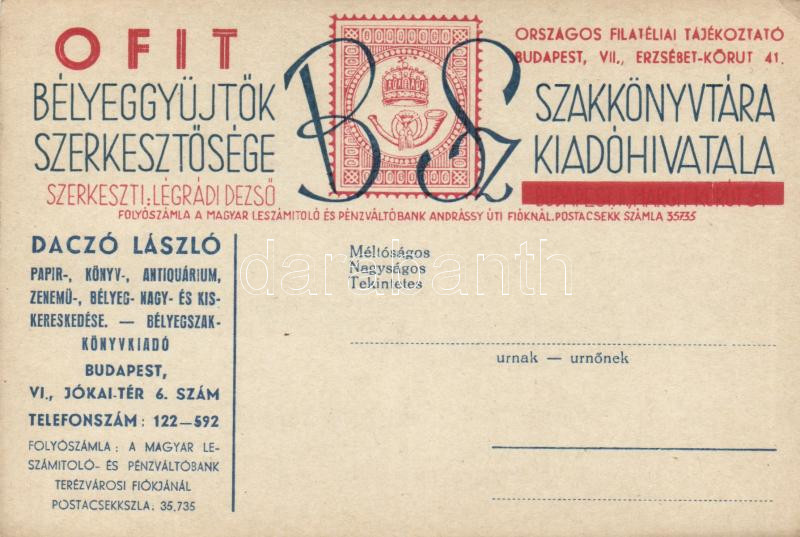 OFIT
ORSZÁGOS FILATÉLIAI TÁJÉKOZTATÓ
BUDAPEST, VII., ERZSÉBET-KÖRUT 41.
BÉLYEGGYÜJTŐK
SZERKESZTŐSÉGE
B SZ
SZAKKÖNYVTÁRA
KIADÓHIVATALA
SZERKESZTI: LÉGRÁDI DEZSŐ
FOLYÓSZÁMLA A MAGYAR LESZÁMITOLÓ ÉS PÉNZVÁLTÓBANK ANDRÁSSY ÚTI FIÓKNÁL. POSTACSEKK SZÁMLA 35735
DACZÓ LÁSZLÓ
PAPIR-, KÖNYV-, ANTIQUÁRIUM,
ZENEMŰ-, BÉLYEG- NAGY- ÉS KIS-
KERESKEDÉSE. — BÉLYEGSZAK-
KÖNYVKIADÓ
BUDAPEST,
VI., JÓKAI-TÉR 6. SZÁM
TELEFONSZÁM: 122—592
FOLYÓSZÁMLA: A MAGYAR LE-
SZÁMITOLÓ- ÉS PÉNZVÁLTÓBANK
TERÉZVÁROSI FIÓKJÁNÁL
POSTACSEKKSZLA: 35,735
Méltóságos
Nagyságos
Tekintetes
urnak — urnőnek
darabanth